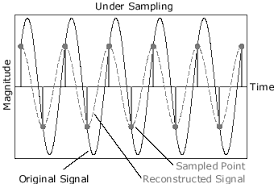 Under Sampling
Magnitude
Time
Sampled Point
Original Signal
Reconstructed Signal